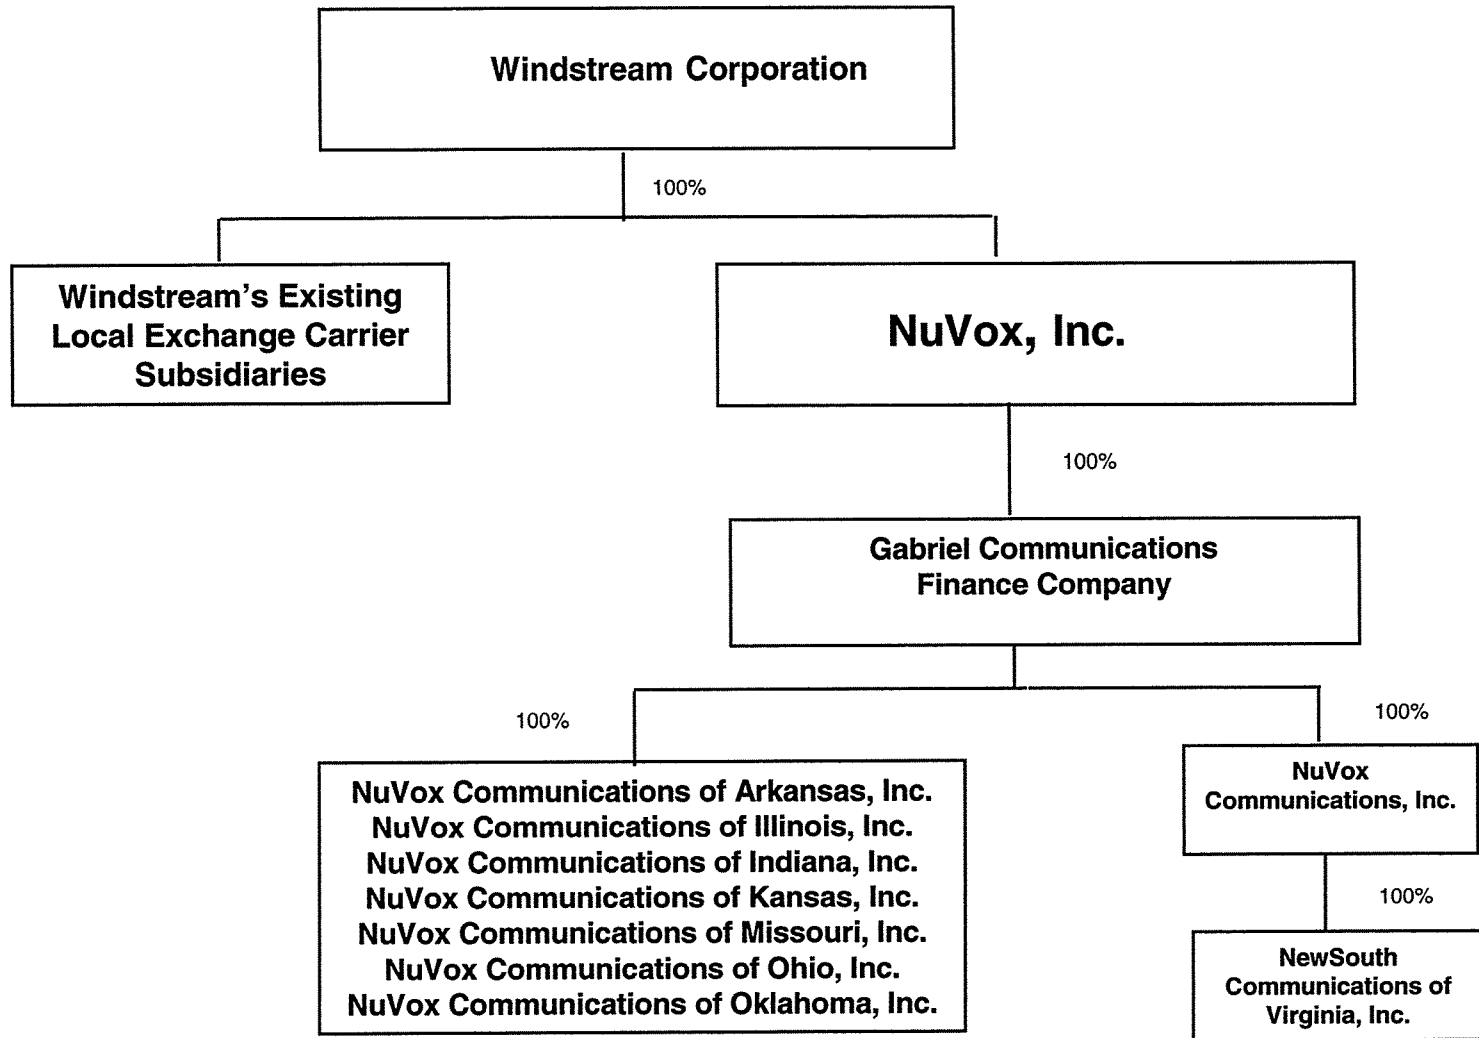 Windstream Corporation
100%
Windstream's Existing
Local Exchange Carrier
Subsidiaries
NuVox, Inc.
100%
Gabriel Communications
Finance Company
100%
100%
NuVox Communications of Arkansas, Inc.
NuVox Communications of Illinois, Inc.
NuVox Communications of Indiana, Inc.
NuVox Communications of Kansas, Inc.
NuVox Communications of Missouri, Inc.
NuVox Communications of Ohio, Inc.
NuVox Communications of Oklahoma, Inc.
NuVox
Communications, Inc.
100%
NewSouth
Communications of
Virginia, Inc.